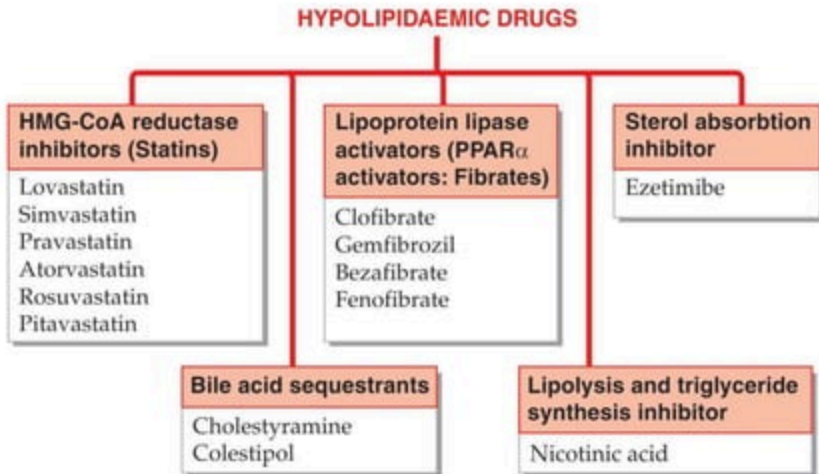 HYPOLIPIDAEMIC DRUGS
HMG-CoA reductase
inhibitors (Statins)
Lovastatin
Simvastatin
Pravastatin
Atorvastatin
Rosuvastatin
Pitavastatin
Lipoprotein lipase
activators (PPARα
activators: Fibrates)
Clofibrate
Gemfibrozil
Bezafibrate
Fenofibrate
Sterol absorbtion
inhibitor
Ezetimibe
Bile acid sequestrants
Cholestyramine
Colestipol
Lipolysis and triglyceride
synthesis inhibitor
Nicotinic acid